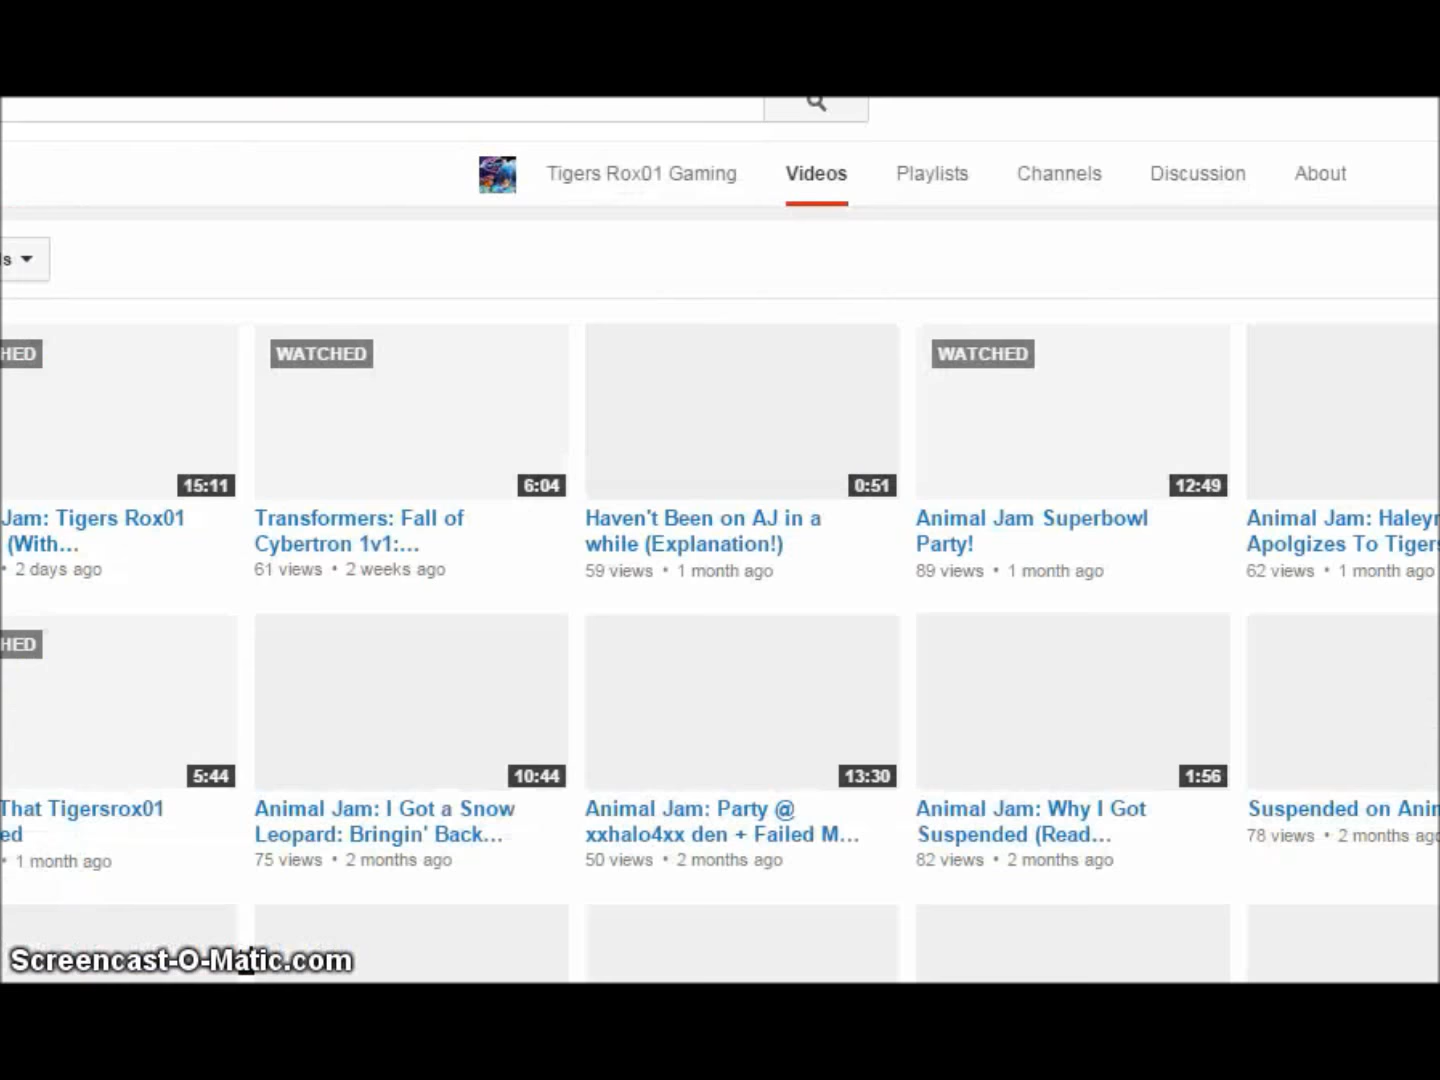 Tigers Rox01 Gaming Videos Playlists Channels Discussion About
s
HED
WATCHED
WATCHED
15:11
6:04
0:51
12:49
Jam: Tigers Rox01
(With...
• 2 days ago
Transformers: Fall of
Cybertron 1v1:...
61 views • 2 weeks ago
Haven't Been on AJ in a
while (Explanation!)
59 views • 1 month ago
Animal Jam Superbowl
Party!
89 views • 1 month ago
Animal Jam: Haleyr
Apolgizes To Tigers
62 views • 1 month ago
HED
5:44
10:44
13:30
1:56
That Tigersrox01
ed
• 1 month ago
Animal Jam: I Got a Snow
Leopard: Bringin' Back...
75 views • 2 months ago
Animal Jam: Party @
xxhalo4xx den + Failed M...
50 views • 2 months ago
Animal Jam: Why I Got
Suspended (Read...
82 views • 2 months ago
Suspended on Anim
78 views • 2 months ago
Screencast-O-Matic.com